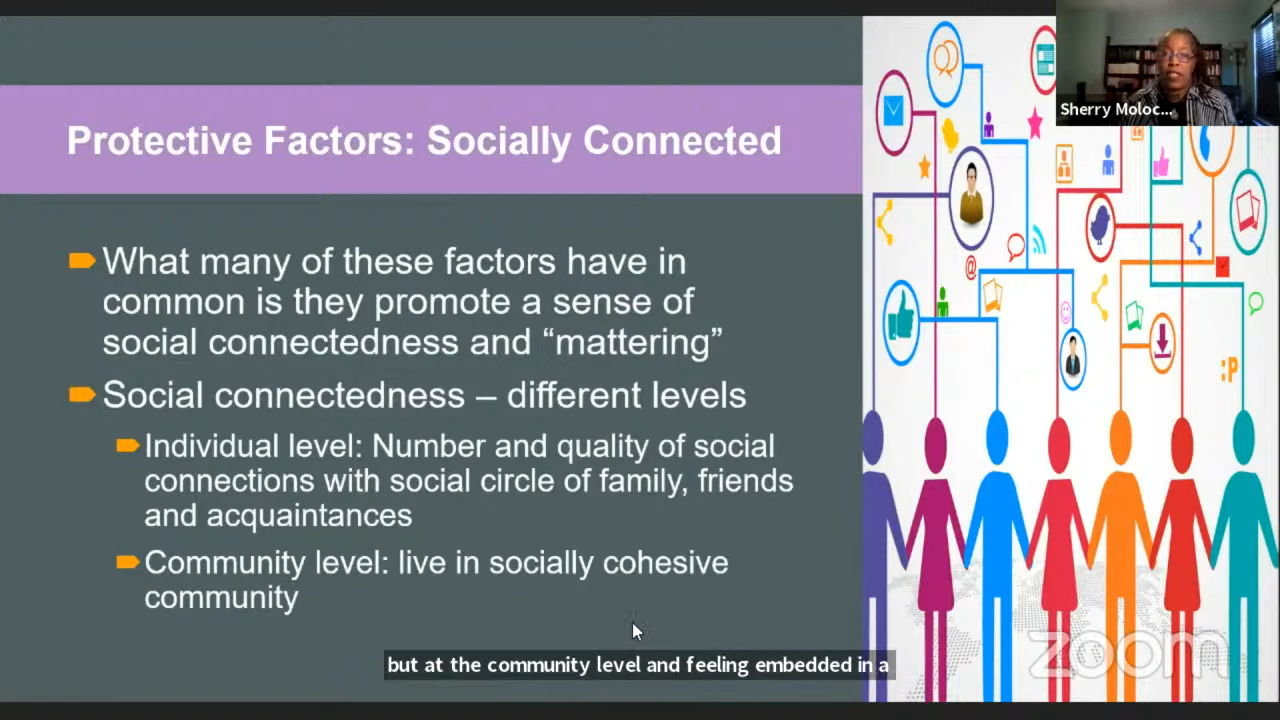 Protective Factors: Socially Connected
Sherry Moloc...
What many of these factors have in
common is they promote a sense of
social connectedness and “mattering”
Social connectedness – different levels
Individual level: Number and quality of social
connections with social circle of family, friends
and acquaintances
Community level: live in socially cohesive
community
@
:P
zoom
but at the community level and feeling embedded in a